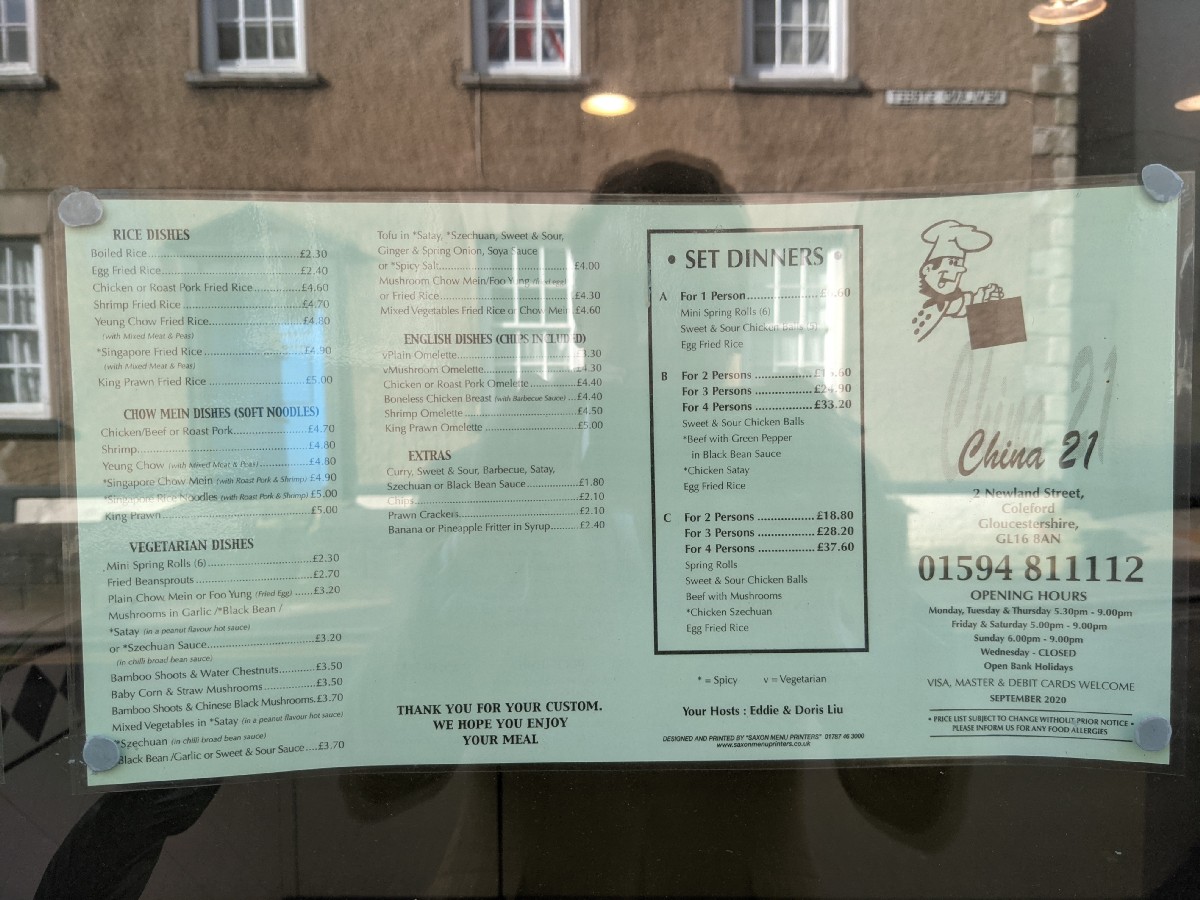 RICE DISHES
Boiled Rice...£2.30
Egg Fried Rice...£2.40
Chicken or Roast Pork Fried Rice...£4.60
Shrimp Fried Rice...£4.70
Yeung Chow Fried Rice...£4.80
(with Mixed Meat & Peas)
*Singapore Fried Rice...£4.90
(with Mixed Meat & Peas)
King Prawn Fried Rice...£5.00
CHOW MEIN DISHES (SOFT NOODLES)
Chicken/Beef or Roast Pork...£4.70
Shrimp...£4.80
Yeung Chow (with Mixed Meat & Peas)...£4.80
*Singapore Chow Mein (with Roast Pork & Shrimp) £4.90
*Singapore Rice Noodles (with Roast Pork & Shrimp) £5.00
King Prawn...£5.00
VEGETARIAN DISHES
Mini Spring Rolls (6)...£2.30
Fried Beansprouts...£2.70
Plain Chow Mein or Foo Yung (Fried Egg)...£3.20
Mushrooms in Garlic /*Black Bean /
*Satay (in a peanut flavour hot sauce)
or *Szechuan Sauce...£3.20
(in chilli broad bean sauce)
Bamboo Shoots & Water Chestnuts...£3.50
Baby Corn & Straw Mushrooms...£3.50
Bamboo Shoots & Chinese Black Mushrooms.£3.70
Mixed Vegetables in *Satay (in a peanut flavour hot sauce)
*Szechuan (in chilli broad bean sauce)
Black Bean /Garlic or Sweet & Sour Sauce...£3.70
Tofu in *Satay, *Szechuan, Sweet & Sour,
Ginger & Spring Onion, Soya Sauce
or *Spicy Salt...£4.00
Mushroom Chow Mein/Foo Yung (fried egg)
or Fried Rice...£4.30
Mixed Vegetables Fried Rice or Chow Mein £4.60
ENGLISH DISHES (CHIPS INCLUDED)
vPlain Omelette...3.30
vMushroom Omelette...£4.30
Chicken or Roast Pork Omelette...£4.40
Boneless Chicken Breast (with Barbecue Sauce)...£4.40
Shrimp Omelette...£4.50
King Prawn Omelette...£5.00
EXTRAS
Curry, Sweet & Sour, Barbecue, Satay,
Szechuan or Black Bean Sauce...£1.80
Chips...£2.10
Prawn Crackers...£2.10
Banana or Pineapple Fritter in Syrup...£2.40
THANK YOU FOR YOUR CUSTOM.
WE HOPE YOU ENJOY
YOUR MEAL
• SET DINNERS •
A For 1 Person...
Mini Spring Rolls (6)
Sweet & Sour Chicken Balls
Egg Fried Rice
B For 2 Persons...
For 3 Persons...£24.90
For 4 Persons...£33.20
Sweet & Sour Chicken Balls
*Beef with Green Pepper
in Black Bean Sauce
*Chicken Satay
Egg Fried Rice
C For 2 Persons...£18.80
For 3 Persons...£28.20
For 4 Persons...£37.60
Spring Rolls
Sweet & Sour Chicken Balls
Beef with Mushrooms
*Chicken Szechuan
Egg Fried Rice
* = Spicy v = Vegetarian
Your Hosts : Eddie & Doris Liu
DESIGNED AND PRINTED BY "SAXON MENU PRINTERS"
www.saxonmenuprinters.co.uk
China 21
China 21
2 Newland Street,
Coleford
Gloucestershire,
GL16 8AN
01594 811112
OPENING HOURS
Monday, Tuesday & Thursday 5.30pm - 9.00pm
Friday & Saturday 5.00pm - 9.00pm
Sunday 6.00pm - 9.00pm
Wednesday - CLOSED
Open Bank Holidays
VISA, MASTER & DEBIT CARDS WELCOME
SEPTEMBER 2020
• PRICE LIST SUBJECT TO CHANGE WITHOUT PRIOR NOTICE •
PLEASE INFORM US FOR ANY FOOD ALLERGIES